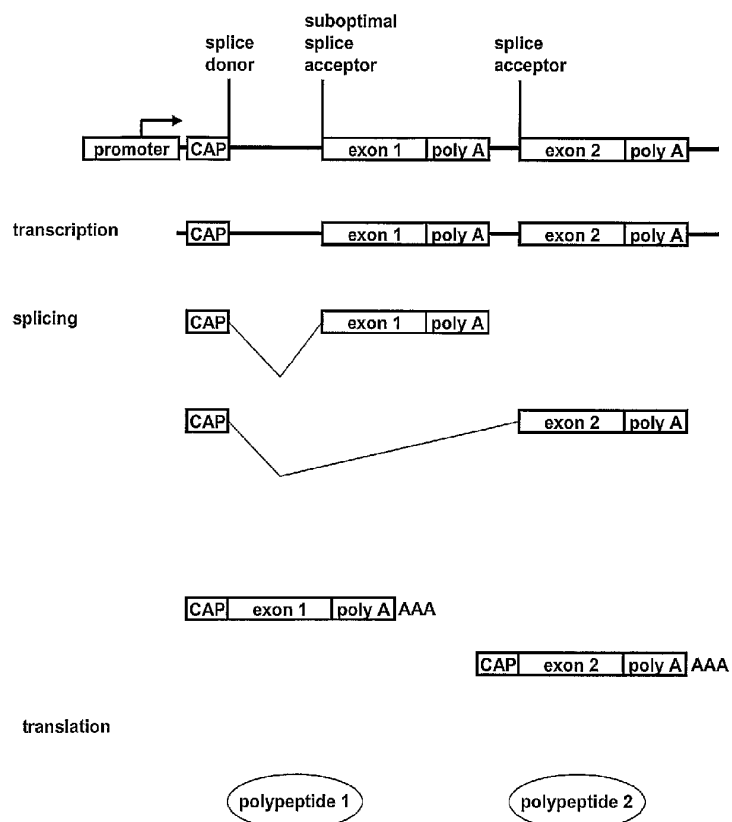 suboptimal
splice splice splice
donor acceptor acceptor
promoter CAP exon 1 poly A exon 2 poly A
transcription CAP exon 1 poly A exon 2 poly A
splicing CAP exon 1 poly A
CAP exon 2 poly A
CAP exon 1 poly A AAA
CAP exon 2 poly A AAA
translation
polypeptide 1 polypeptide 2